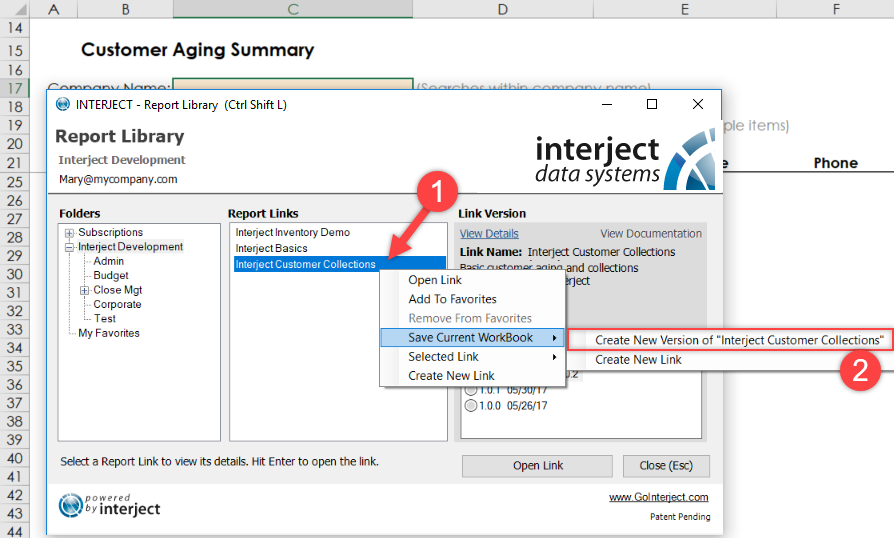 A B C D E F
14
15 Customer Aging Summary
16
17 Company Name: (Searches within company name)
18
INTERJECT - Report Library (Ctrl Shift L)
19 ple items)
20
21 Phone
Report Library
Interject Development
Mary@mycompany.com
interject
data systems
25
26
27
28
29
30
31
32
33
34
35
36
37
38
39
40
41
42
43
44
1
Folders
Subscriptions
Interject Development
Admin
Budget
Close Mgt
Corporate
Test
My Favorites
Report Links
Interject Inventory Demo
Interject Basics
Interject Customer Collections
Link Version
View Details View Documentation
Link Name: Interject Customer Collections
Basic customer aging and collections
erject
Open Link
Add To Favorites
Remove From Favorites
Save Current WorkBook
Selected Link
Create New Link
Create New Version of "Interject Customer Collections"
Create New Link
2
0.2
1.0.1 05/30/17
1.0.0 05/26/17
Select a Report Link to view its details. Hit Enter to open the link.
Open Link
Close (Esc)
powered
by interject
www.GoInterject.com
Patent Pending